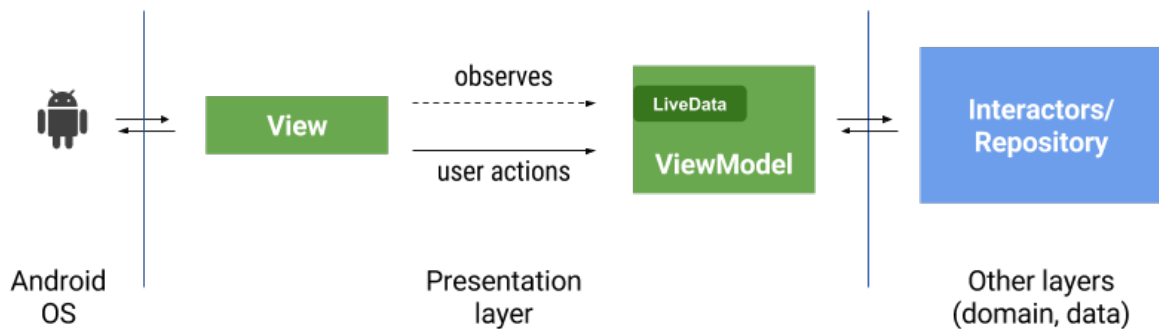 observes
LiveData
View
ViewModel
user actions
Interactors/
Repository
Android
OS
Presentation
layer
Other layers
(domain, data)